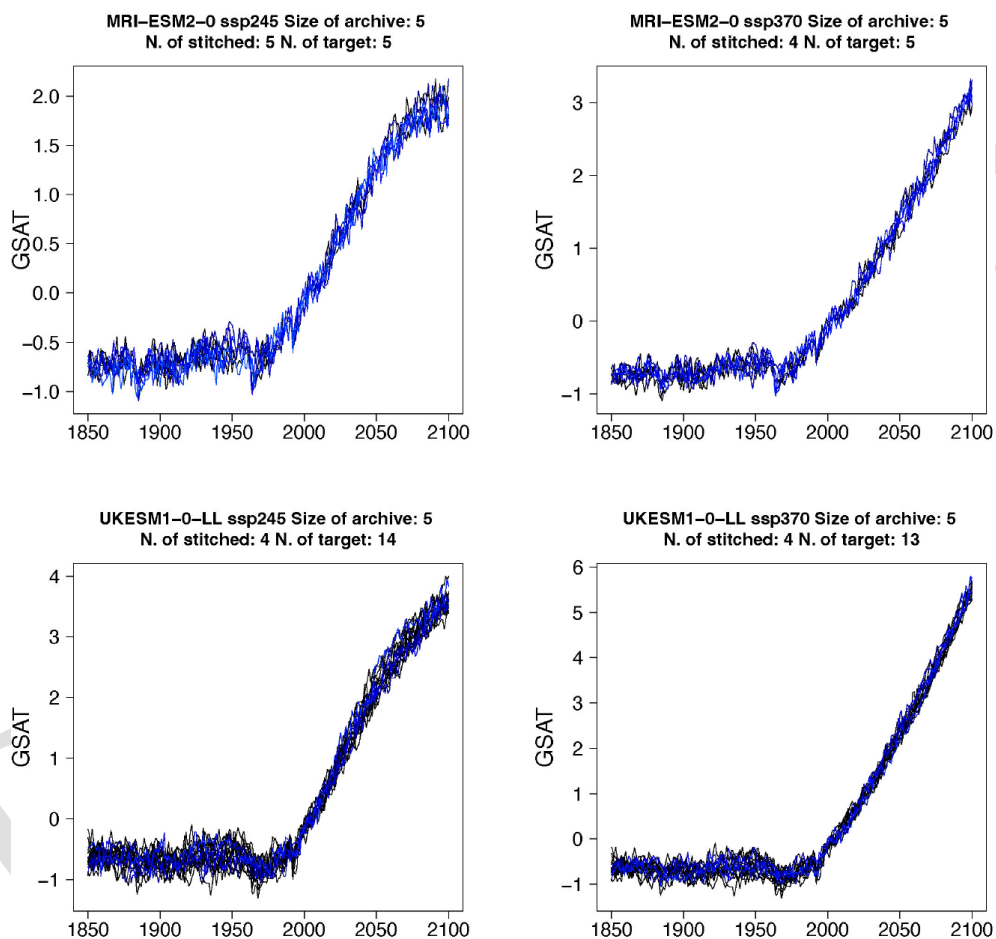 MRI–ESM2–0 ssp245 Size of archive: 5
N. of stitched: 5 N. of target: 5
GSAT
2.0
1.5
1.0
0.5
0.0
−0.5
−1.0
1850 1900 1950 2000 2050 2100
MRI–ESM2–0 ssp370 Size of archive: 5
N. of stitched: 4 N. of target: 5
GSAT
3
2
1
0
−1
1850 1900 1950 2000 2050 2100
UKESM1–0–LL ssp245 Size of archive: 5
N. of stitched: 4 N. of target: 14
GSAT
4
3
2
1
0
−1
1850 1900 1950 2000 2050 2100
UKESM1–0–LL ssp370 Size of archive: 5
N. of stitched: 4 N. of target: 13
GSAT
6
5
4
3
2
1
0
−1
1850 1900 1950 2000 2050 2100